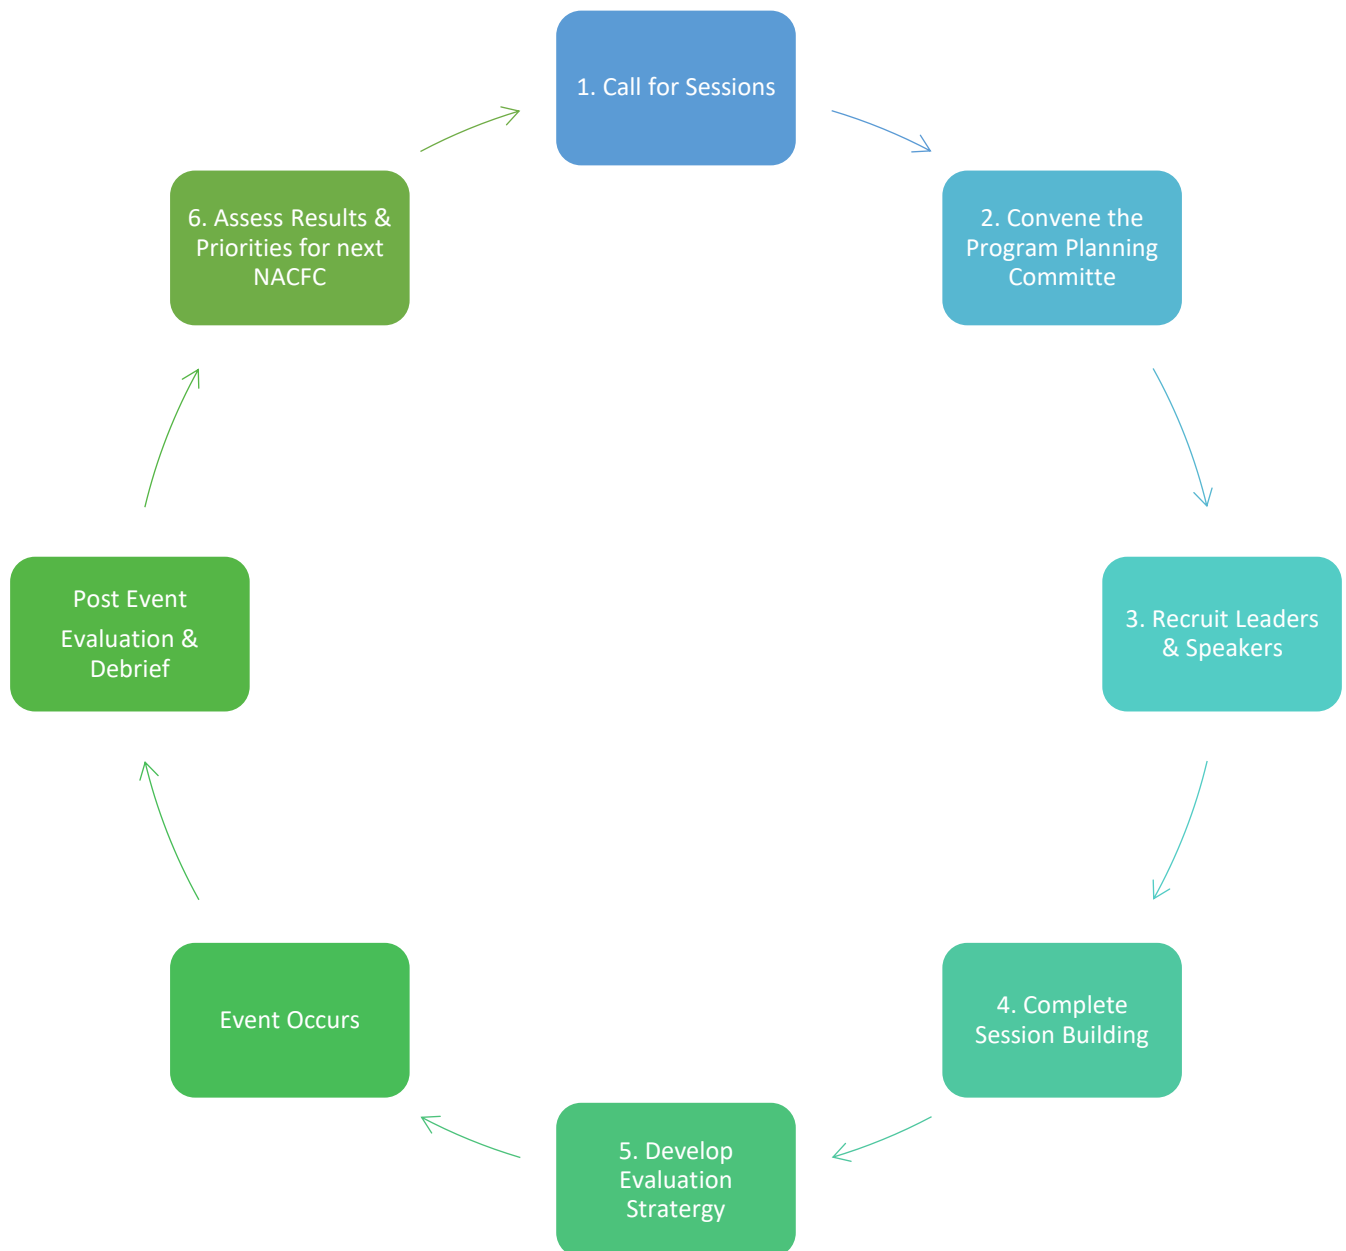 1. Call for Sessions
2. Convene the
Program Planning
Committe
3. Recruit Leaders
& Speakers
4. Complete
Session Building
5. Develop
Evaluation
Stratergy
Event Occurs
Post Event
Evaluation &
Debrief
6. Assess Results &
Priorities for next
NACFC